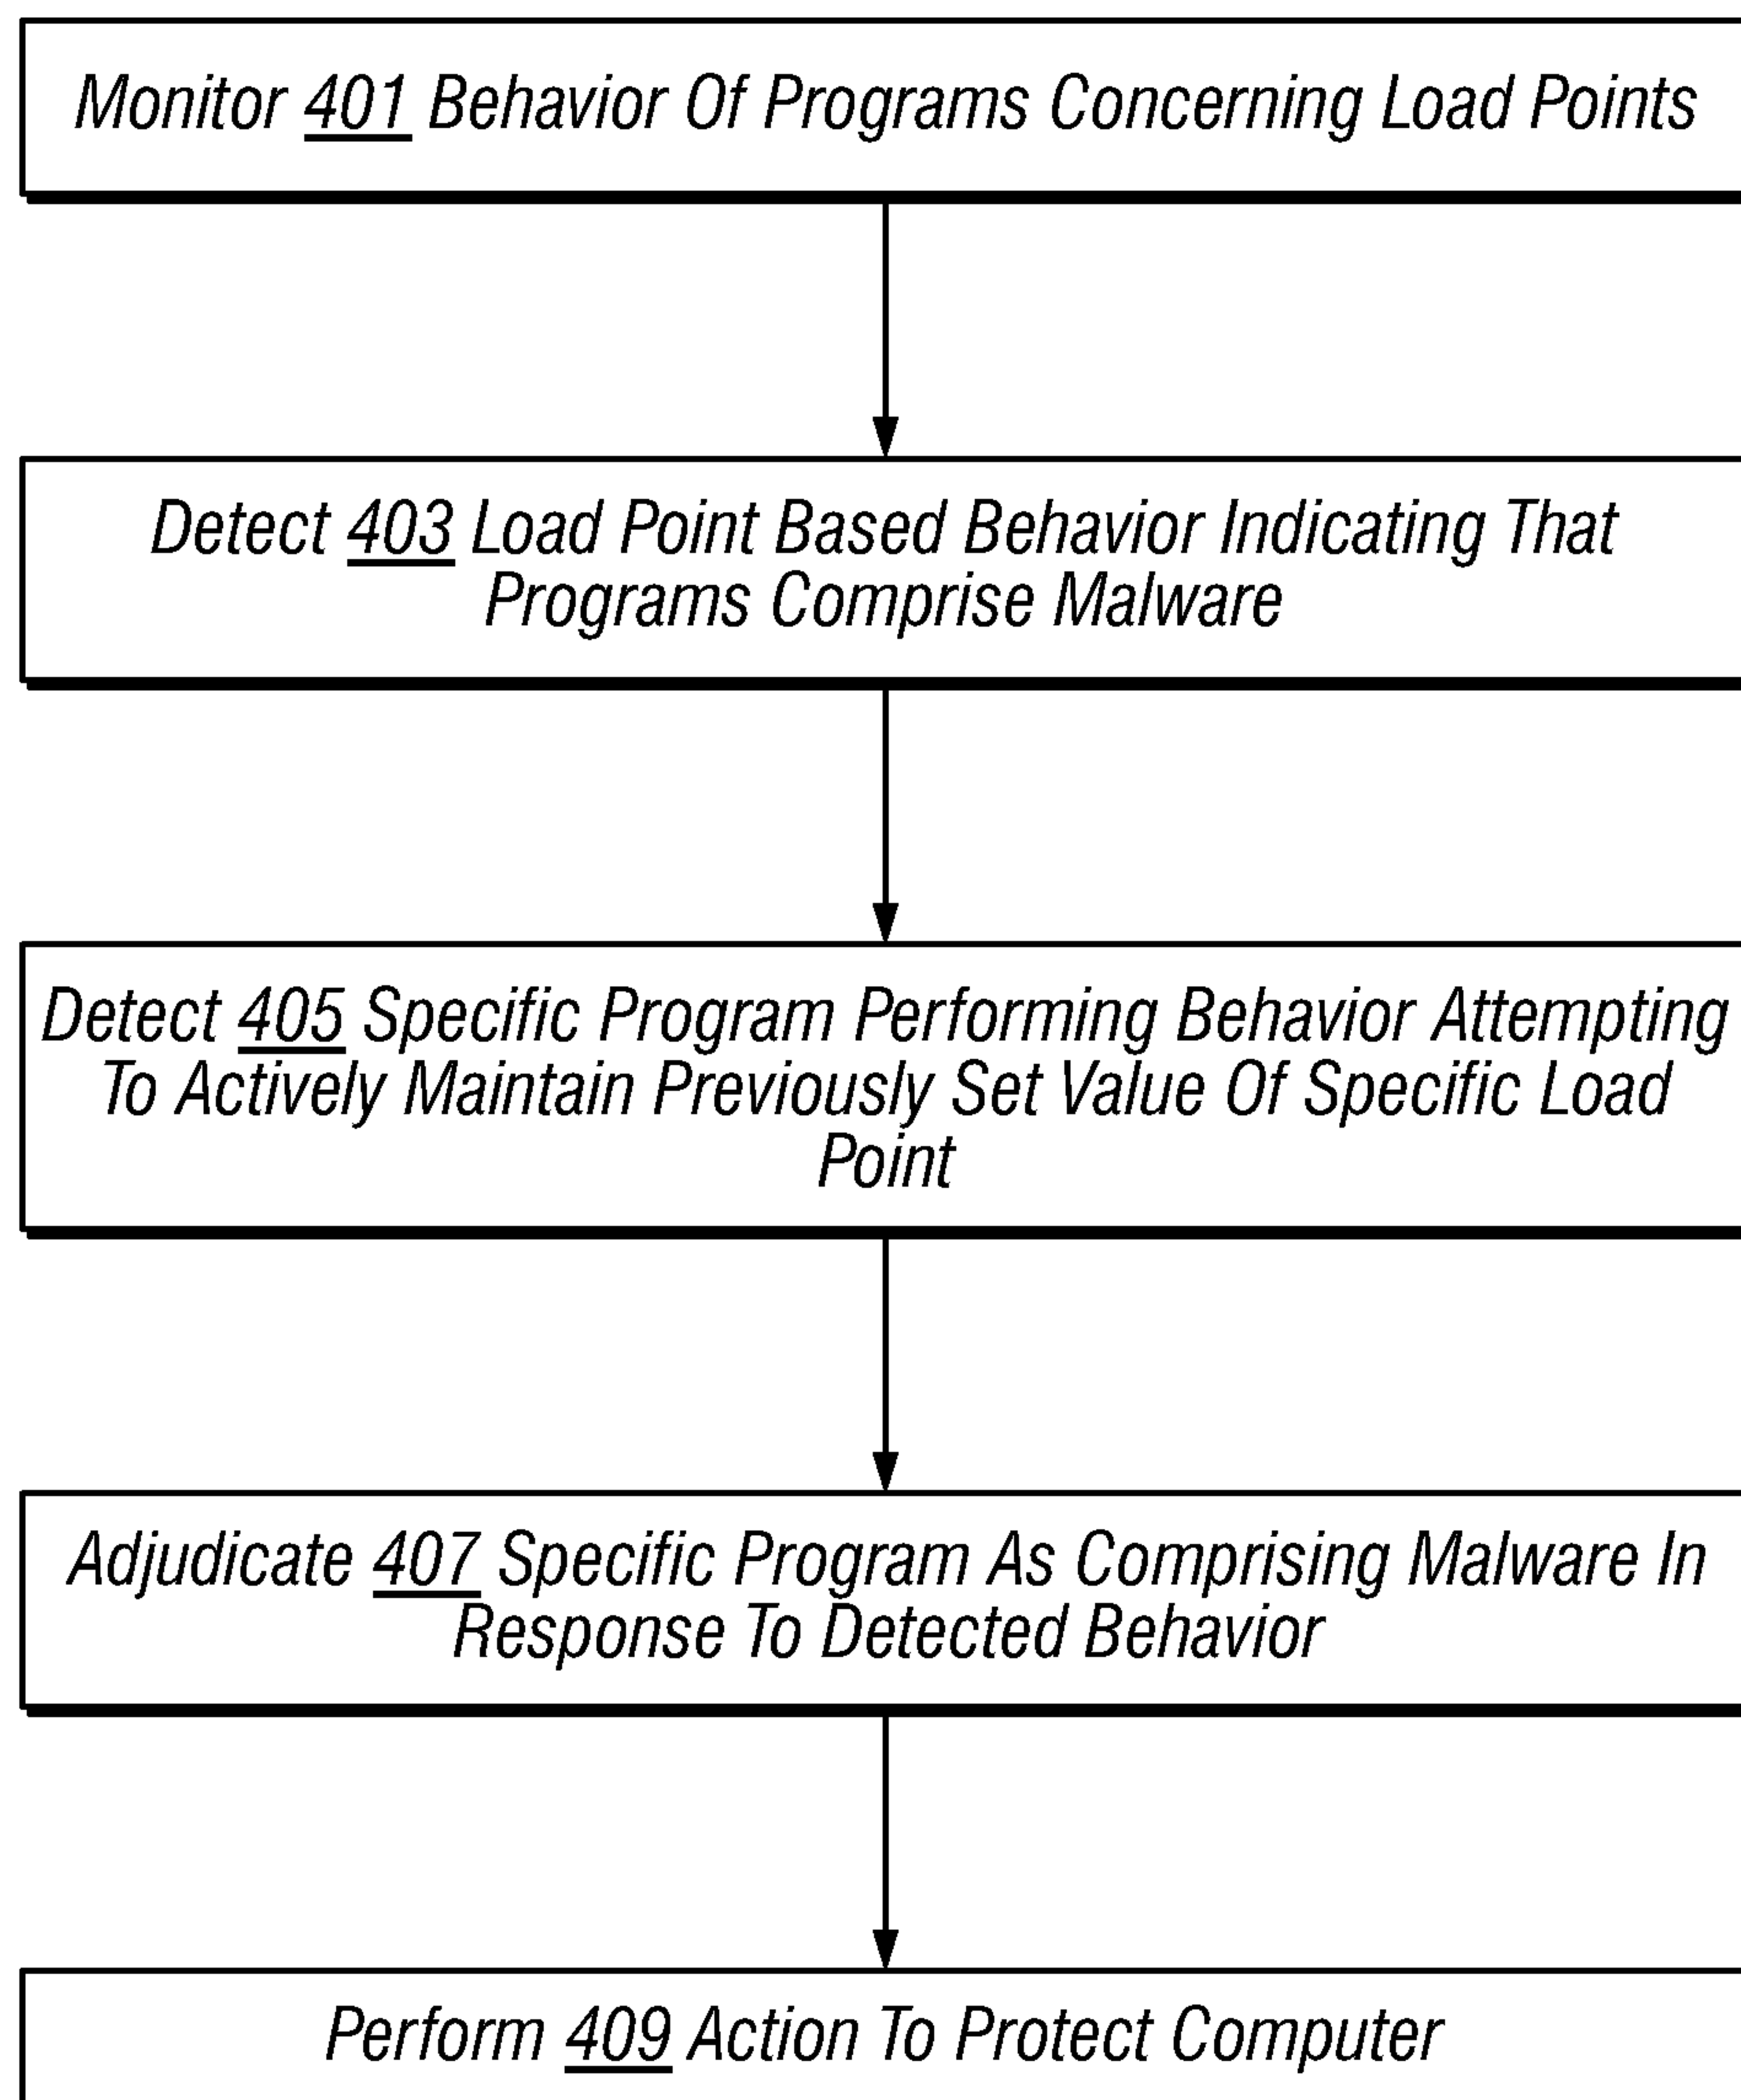 Monitor 401 Behavior Of Programs Concerning Load Points
Detect 403 Load Point Based Behavior Indicating That
Programs Comprise Malware
Detect 405 Specific Program Performing Behavior Attempting
To Actively Maintain Previously Set Value Of Specific Load
Point
Adjudicate 407 Specific Program As Comprising Malware In
Response To Detected Behavior
Perform 409 Action To Protect Computer